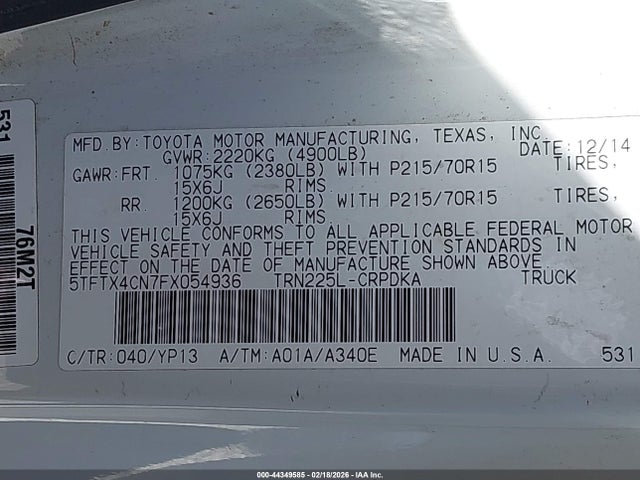 MFD.BY:TOYOTA MOTOR MANUFACTURING, TEXAS, INC.
GVWR:2220KG (4900LB) DATE:12/14
GAWR:FRT. 1075KG (2380LB) WITH P215/70R15 TIRES,
15X6J RIMS.
RR. 1200KG (2650LB) WITH P215/70R15 TIRES,
15X6J RIMS.
THIS VEHICLE CONFORMS TO ALL APPLICABLE FEDERAL MOTOR
VEHICLE SAFETY AND THEFT PREVENTION STANDARDS IN
EFFECT ON THE DATE OF MANUFACTURE SHOWN ABOVE.
5TFTX4CN7FX054936 TRN225L-CRPDKA TRUCK
C/TR:040/YP13 A/TM:A01A/A340E MADE IN U.S.A. 531
531
76M2T
000-44349585 - 02/18/2026 - IAA Inc.